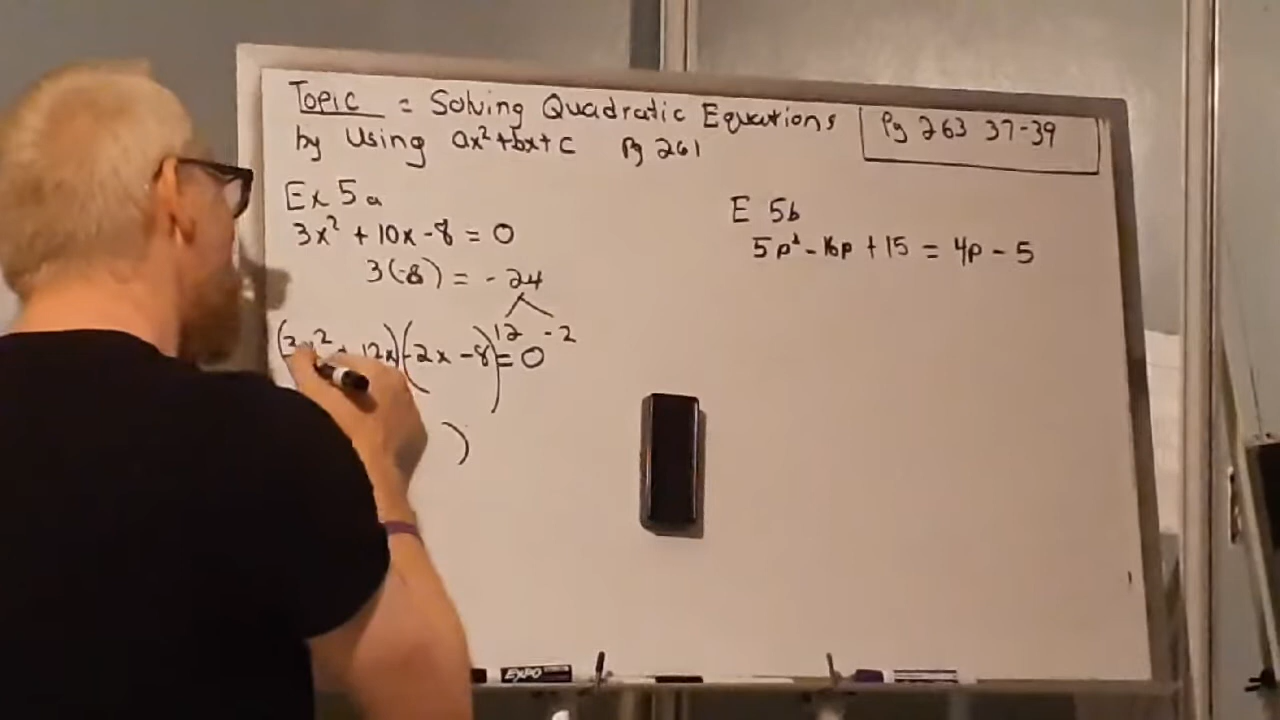 Topic = Solving Quadratic Equations
by Using ax²+bx+c Pg 261
Pg 263 37-39
Ex 5a
3x² + 10x - 8 = 0
3(-8) = - 24
12 -2
(3x² + 12x)(-2x - 8) = 0
)
E 5b
5p² - 16p + 15 = 4p - 5
EXPO